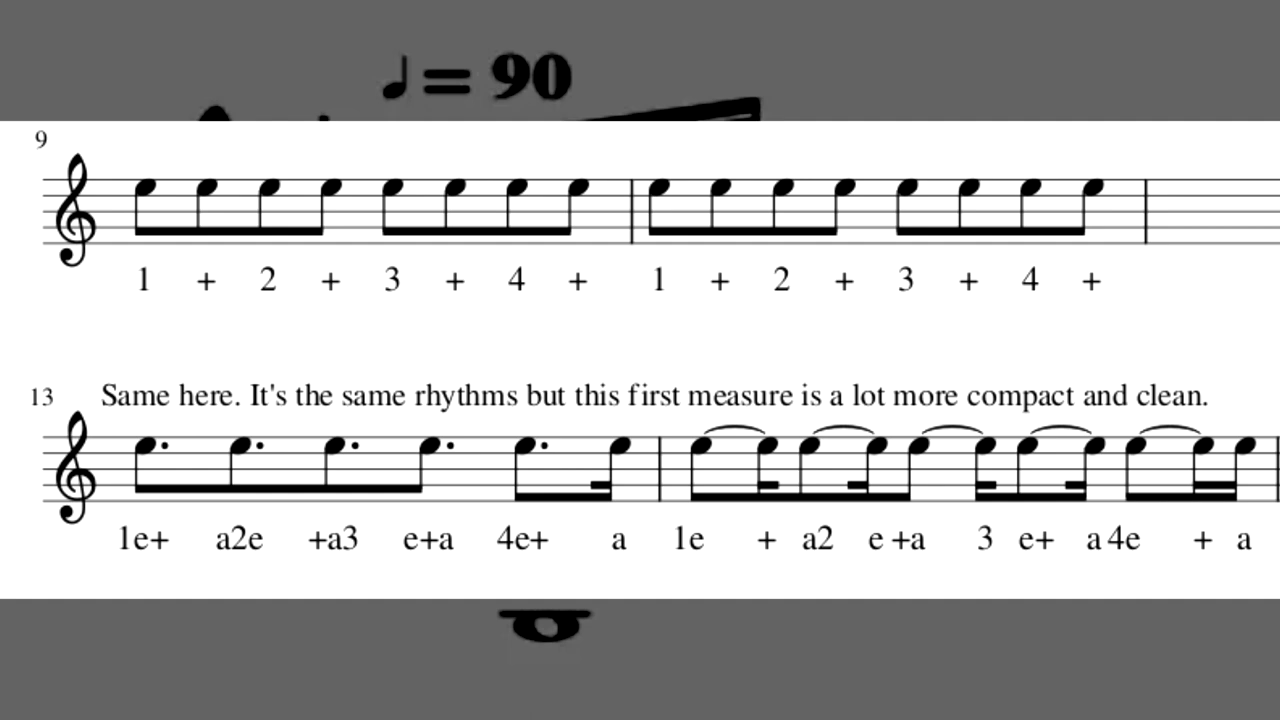 = 90
9
1 + 2 + 3 + 4 + 1 + 2 + 3 + 4 +
13 Same here. It's the same rhythms but this first measure is a lot more compact and clean.
1e+ a2e +a3 e+a 4e+ a 1e + a2 e +a 3 e+ a 4e + a